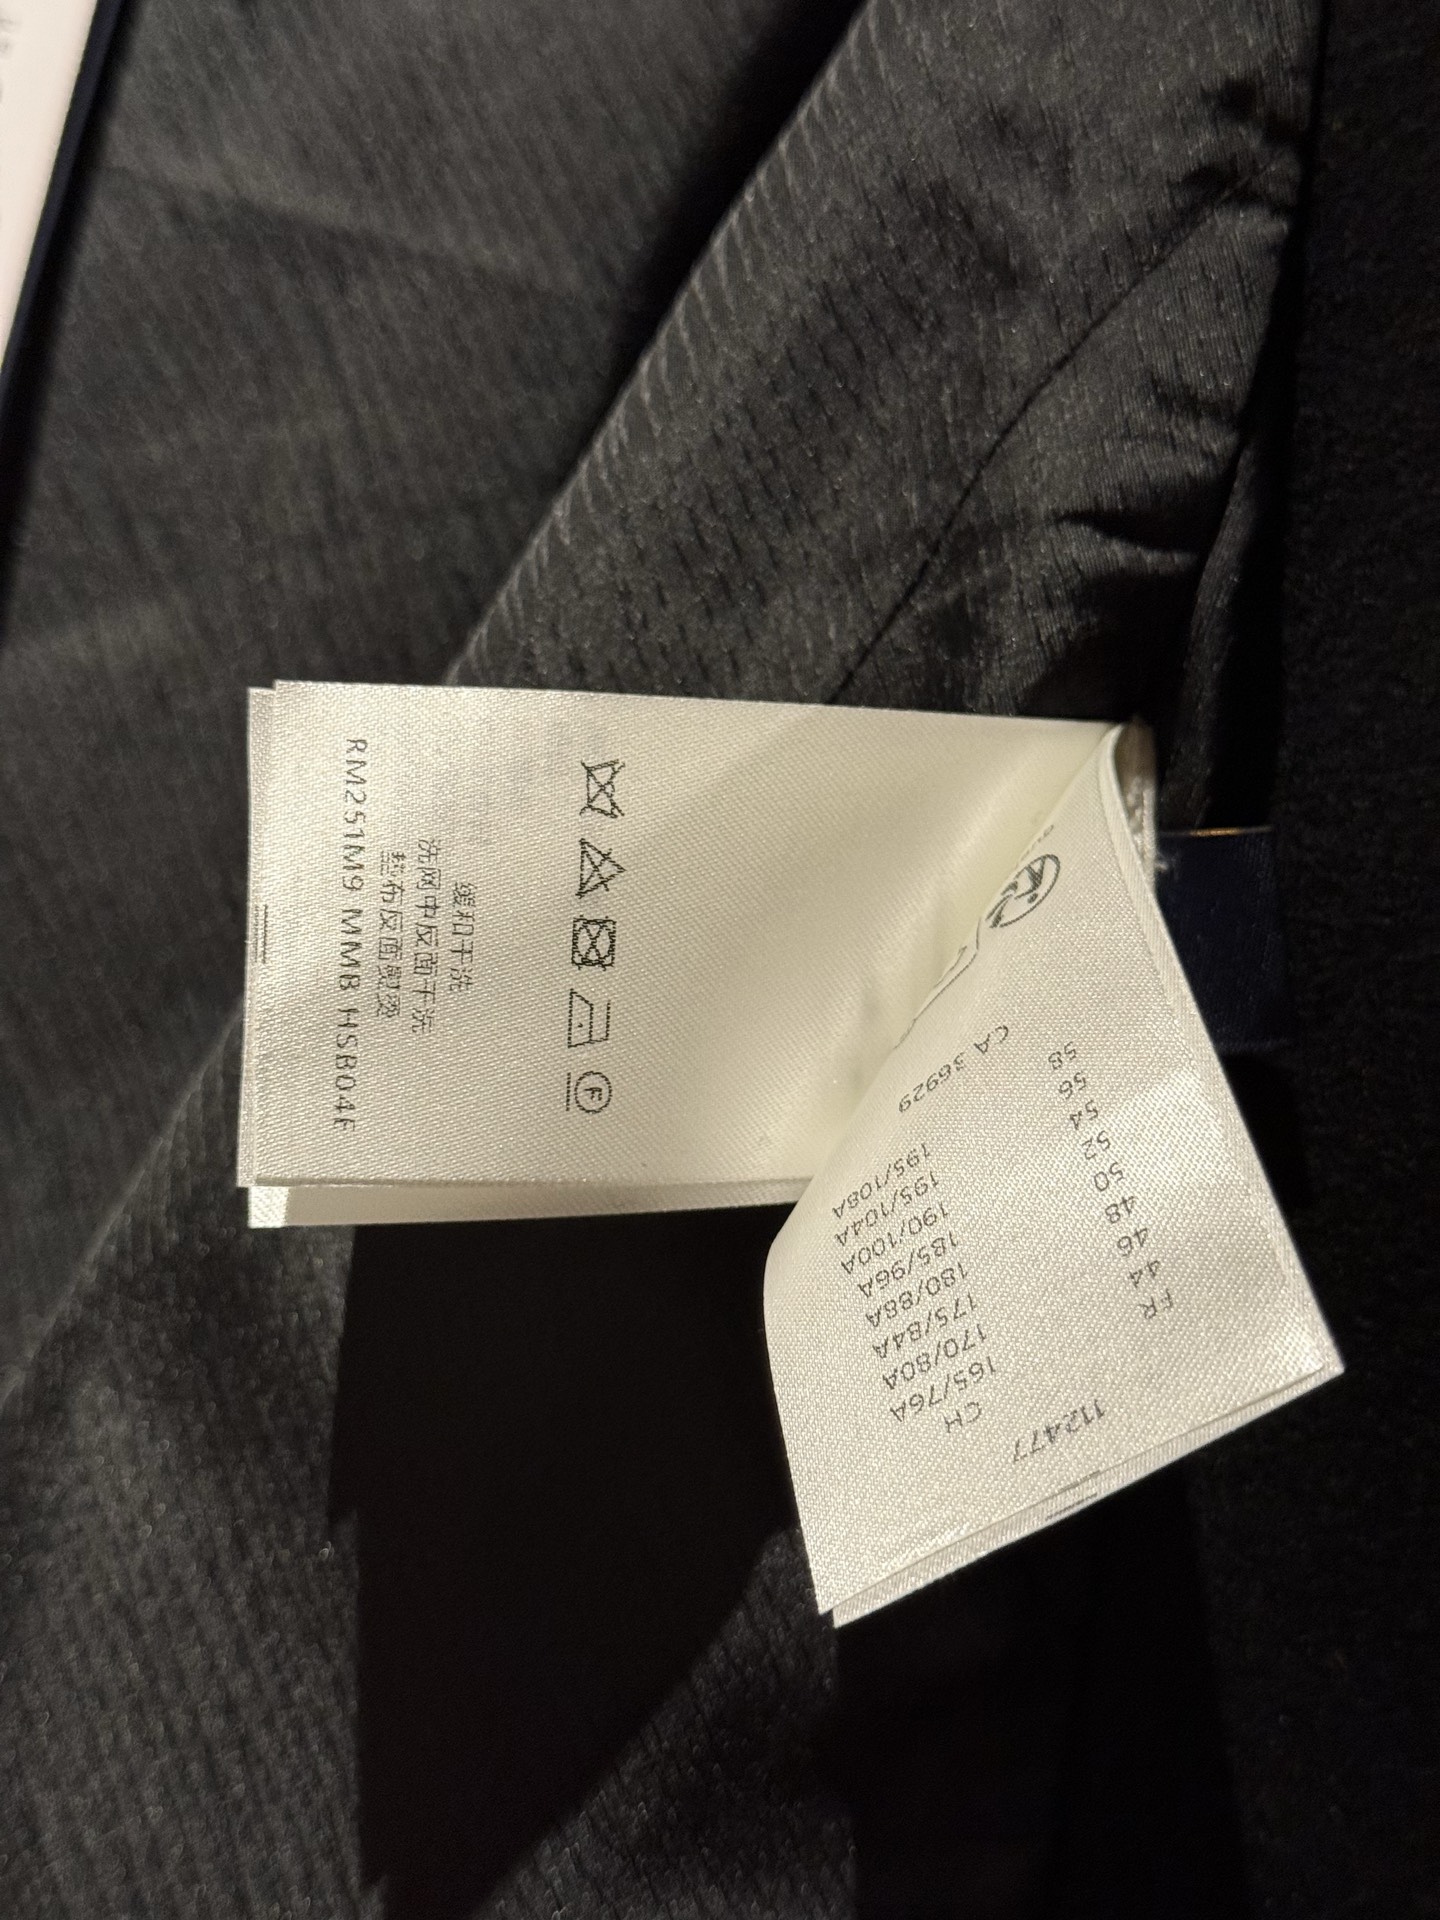 缓和干洗
洗网中反面干洗
垫布反面熨烫
RM251M9 MMB HSB04F
112477
FR CH
44 165/76A
46 170/80A
48 175/84A
50 180/88A
52 185/96A
54 190/100A
56 195/104A
58 195/108A
CA 36929
F